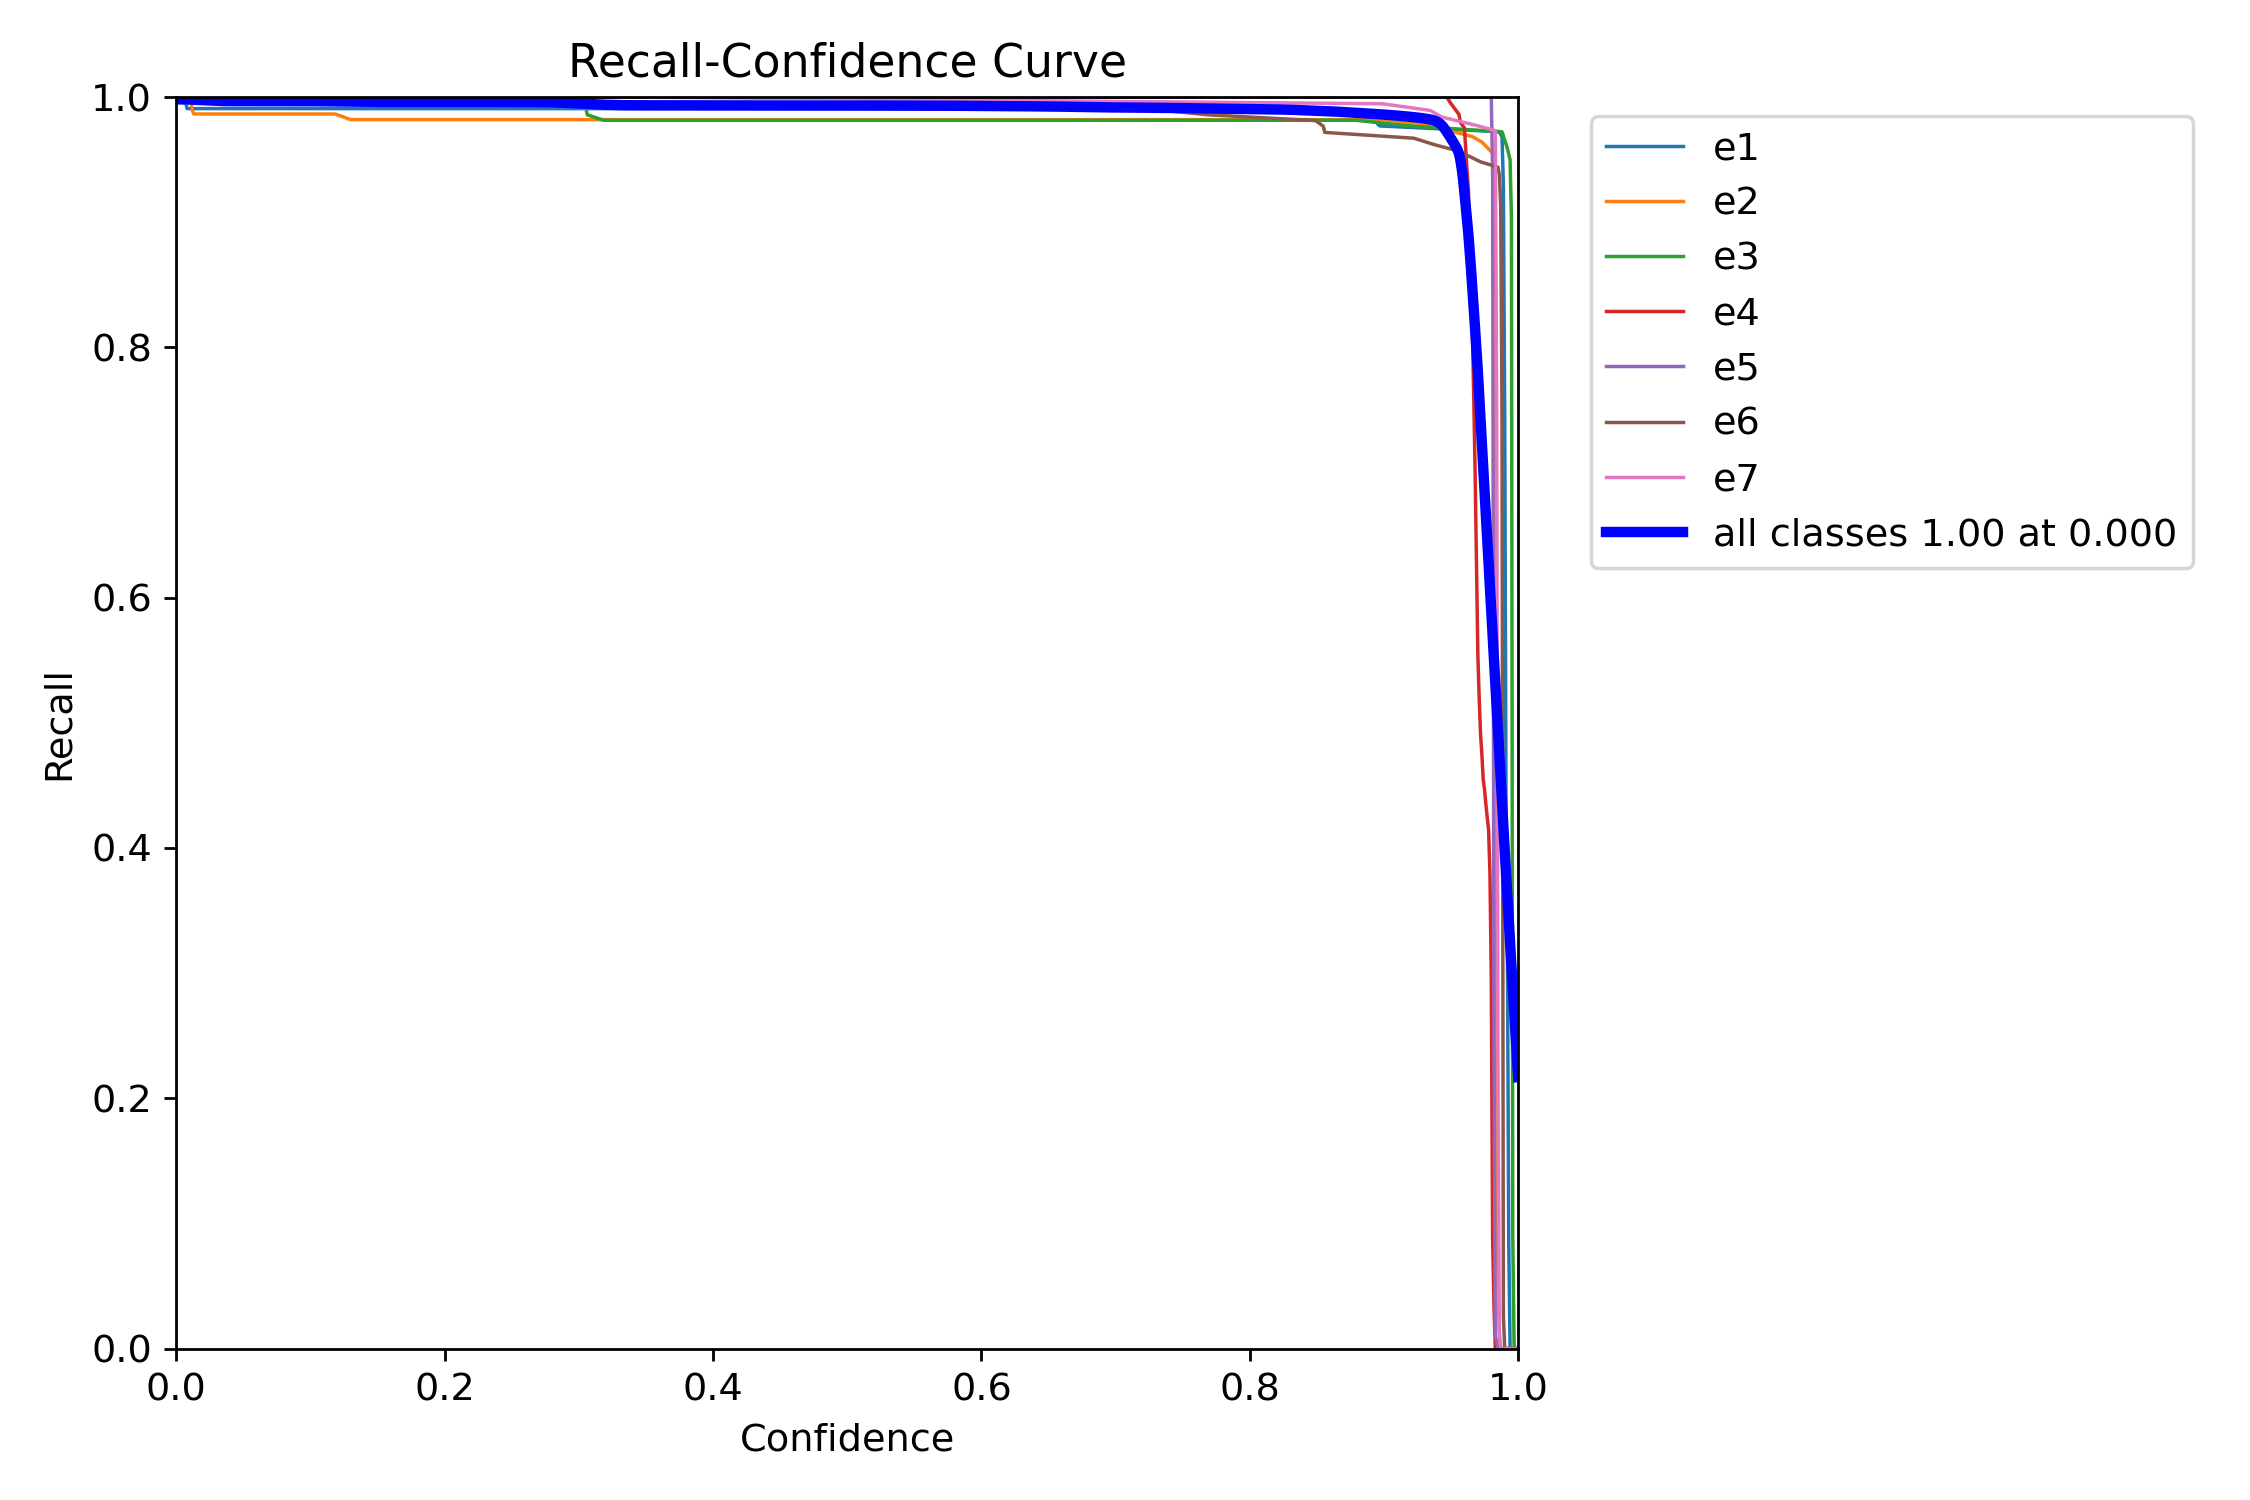 Recall-Confidence Curve
1.0
0.8
0.6
0.4
0.2
0.0
Recall
0.0 0.2 0.4 0.6 0.8 1.0
Confidence
e1
e2
e3
e4
e5
e6
e7
all classes 1.00 at 0.000